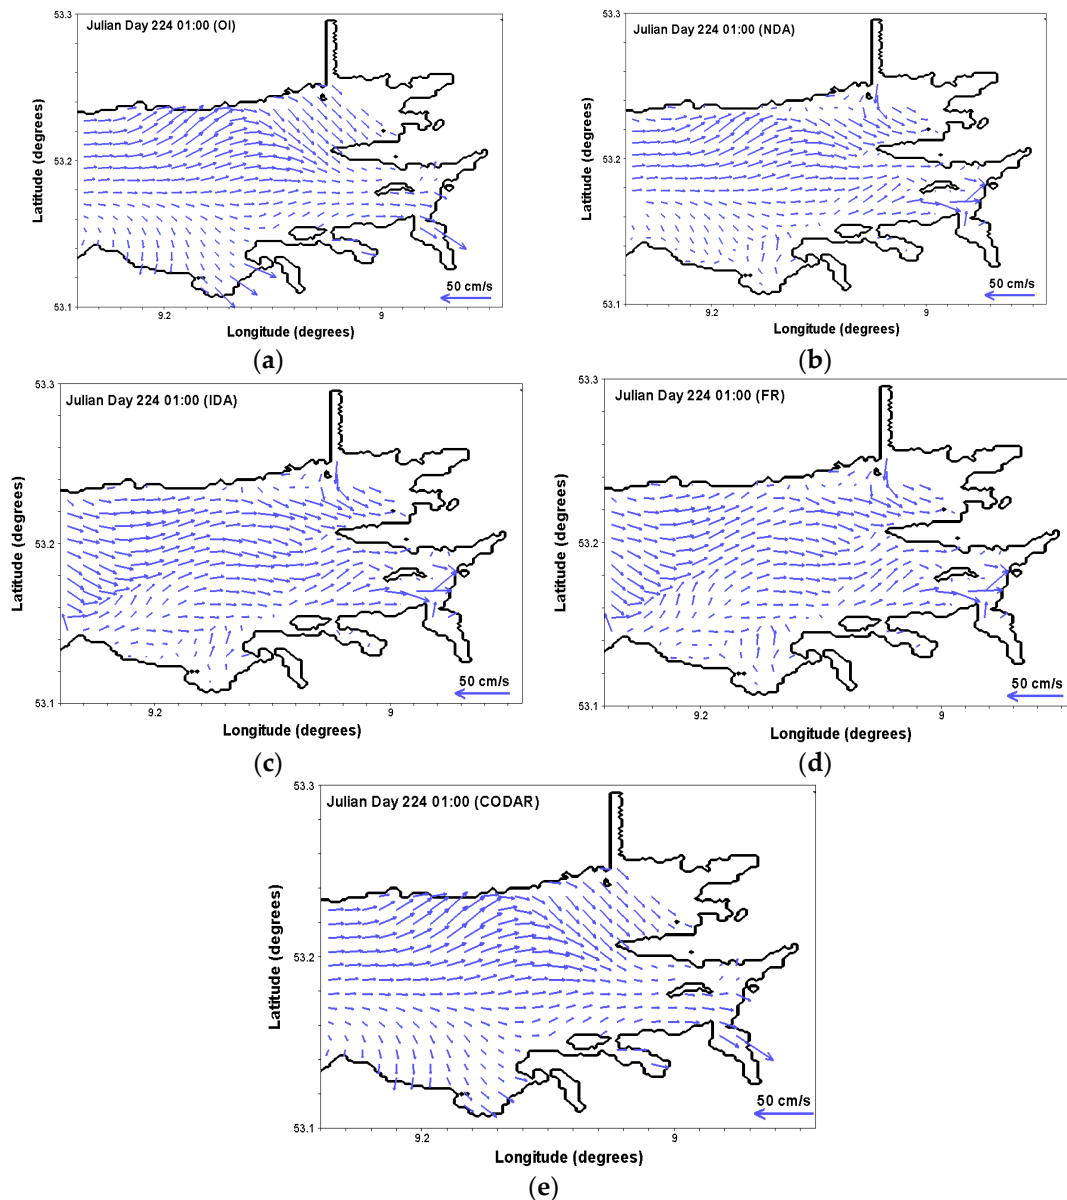 Julian Day 224 01:00 (OI)
53.3
Latitude (degrees)
53.2
53.1
50 cm/s
9.2
9
Longitude (degrees)
(a)
Julian Day 224 01:00 (NDA)
53.3
Latitude (degrees)
53.2
53.1
50 cm/s
9.2
9
Longitude (degrees)
(b)
Julian Day 224 01:00 (IDA)
53.3
Latitude (degrees)
53.2
53.1
50 cm/s
9.2
9
Longitude (degrees)
(c)
Julian Day 224 01:00 (FR)
53.3
Latitude (degrees)
53.2
53.1
50 cm/s
9.2
9
Longitude (degrees)
(d)
Julian Day 224 01:00 (CODAR)
53.3
Latitude (degrees)
53.2
53.1
50 cm/s
9.2
9
Longitude (degrees)
(e)